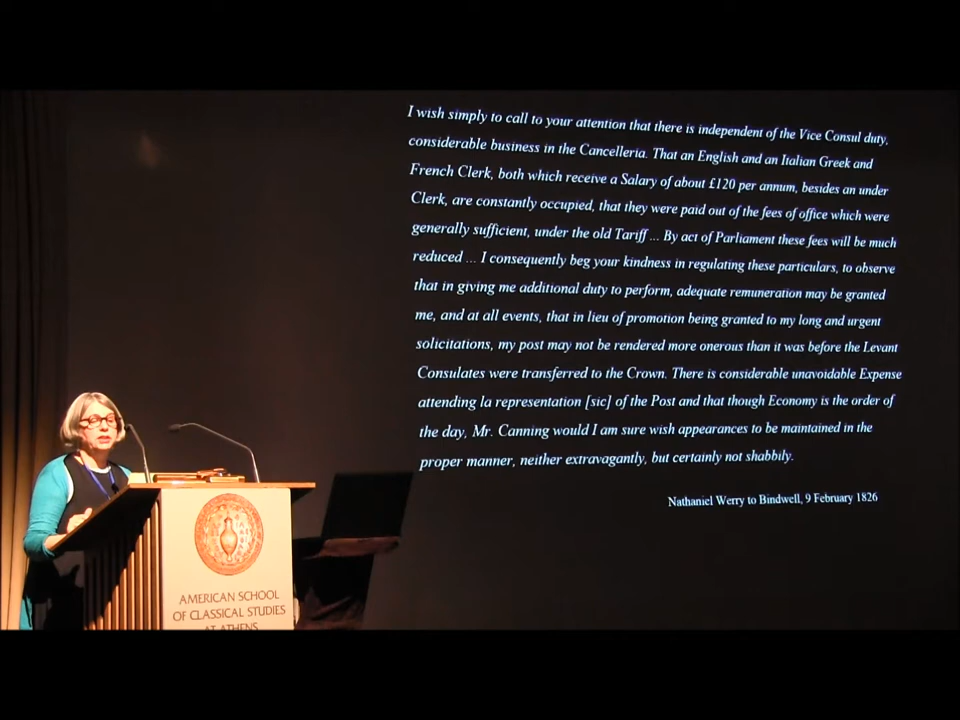 I wish simply to call to your attention that there is independent of the Vice Consul duty,
considerable business in the Cancelleria. That an English and an Italian Greek and
French Clerk, both which receive a Salary of about £120 per annum, besides an under
Clerk, are constantly occupied, that they were paid out of the fees of office which were
generally sufficient, under the old Tariff ... By act of Parliament these fees will be much
reduced ... I consequently beg your kindness in regulating these particulars, to observe
that in giving me additional duty to perform, adequate remuneration may be granted
me, and at all events, that in lieu of promotion being granted to my long and urgent
solicitations, my post may not be rendered more onerous than it was before the Levant
Consulates were transferred to the Crown. There is considerable unavoidable Expense
attending la representation [sic] of the Post and that though Economy is the order of
the day, Mr. Canning would I am sure wish appearances to be maintained in the
proper manner, neither extravagantly, but certainly not shabbily.
Nathaniel Werry to Bindwell, 9 February 1826
AMERICAN SCHOOL
OF CLASSICAL STUDIES
AT ATHENS